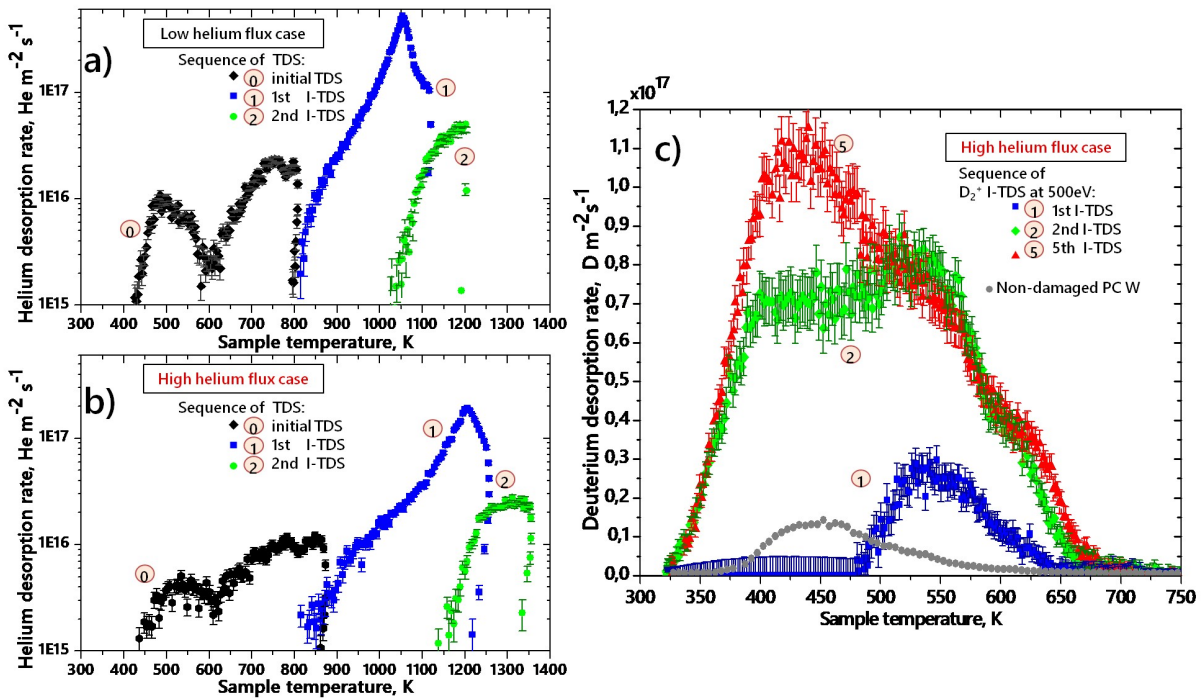 a)
Low helium flux case
Sequence of TDS:
0 initial TDS
1 1st I-TDS
2 2nd I-TDS
0
1
2
1E17
1E16
1E15
300 400 500 600 700 800 900 1000 1100 1200 1300 1400
Sample temperature, K
Helium desorption rate, He m⁻² s⁻¹
b)
High helium flux case
Sequence of TDS:
0 initial TDS
1 1st I-TDS
2 2nd I-TDS
0
1
2
1E17
1E16
1E15
300 400 500 600 700 800 900 1000 1100 1200 1300 1400
Sample temperature, K
Helium desorption rate, He m⁻² s⁻¹
c)
×10¹⁷
High helium flux case
Sequence of
D₂⁺ I-TDS at 500eV:
1 1st I-TDS
2 2nd I-TDS
5 5th I-TDS
Non-damaged PC W
5
2
1
1,2
1,1
1,0
0,9
0,8
0,7
0,6
0,5
0,4
0,3
0,2
0,1
0,0
300 350 400 450 500 550 600 650 700 750
Sample temperature, K
Deuterium desorption rate, D m⁻²s⁻¹